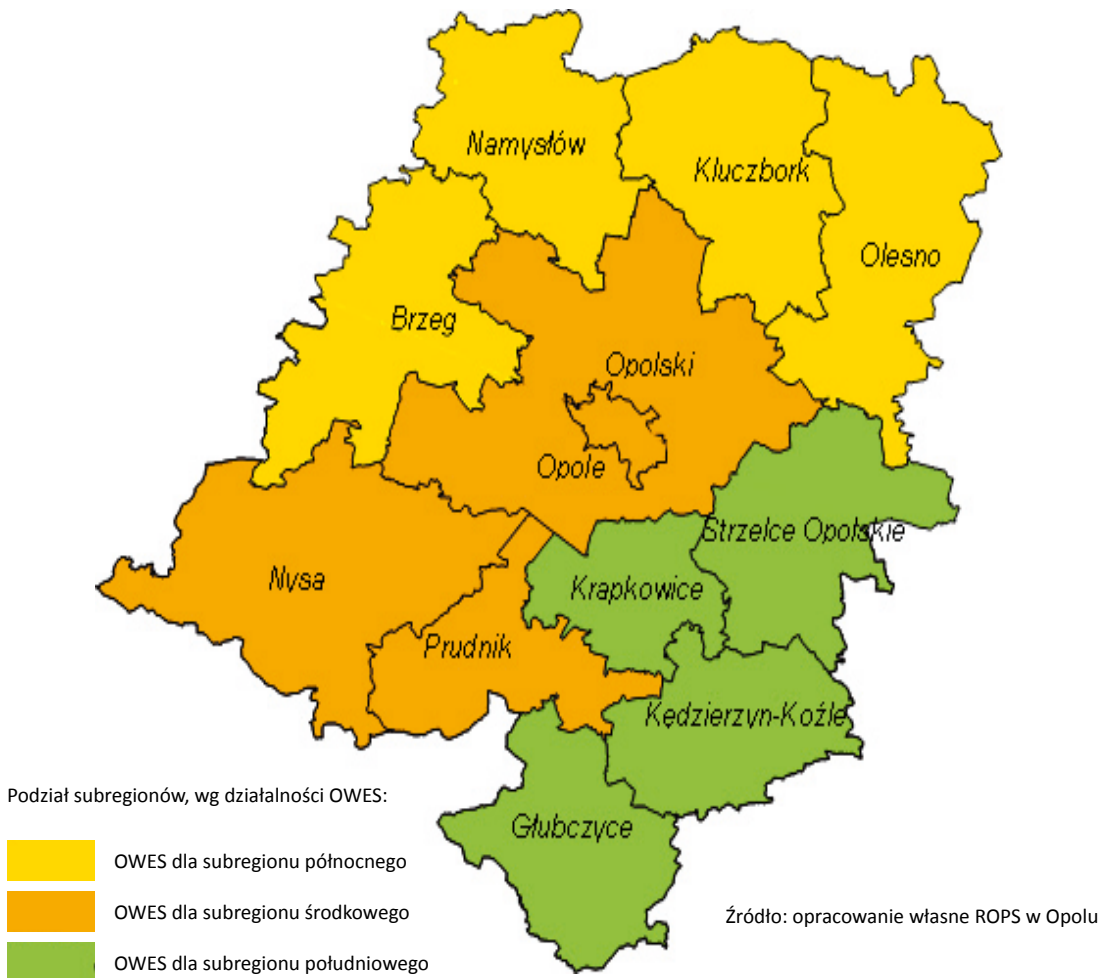 Namysłów
Kluczbork
Olesno
Brzeg
Opolski
Opole
Strzelce Opolskie
Nysa
Krapkowice
Prudnik
Kędzierzyn-Koźle
Głubczyce
Podział subregionów, wg działalności OWES:
OWES dla subregionu północnego
OWES dla subregionu środkowego
OWES dla subregionu południowego
Źródło: opracowanie własne ROPS w Opolu